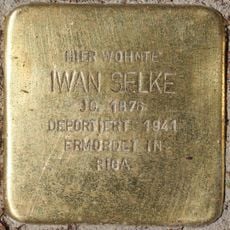 HIER WOHNTE
IWAN SELKE
JG. 1876
DEPORTIERT 1941
ERMORDET IN
RIGA